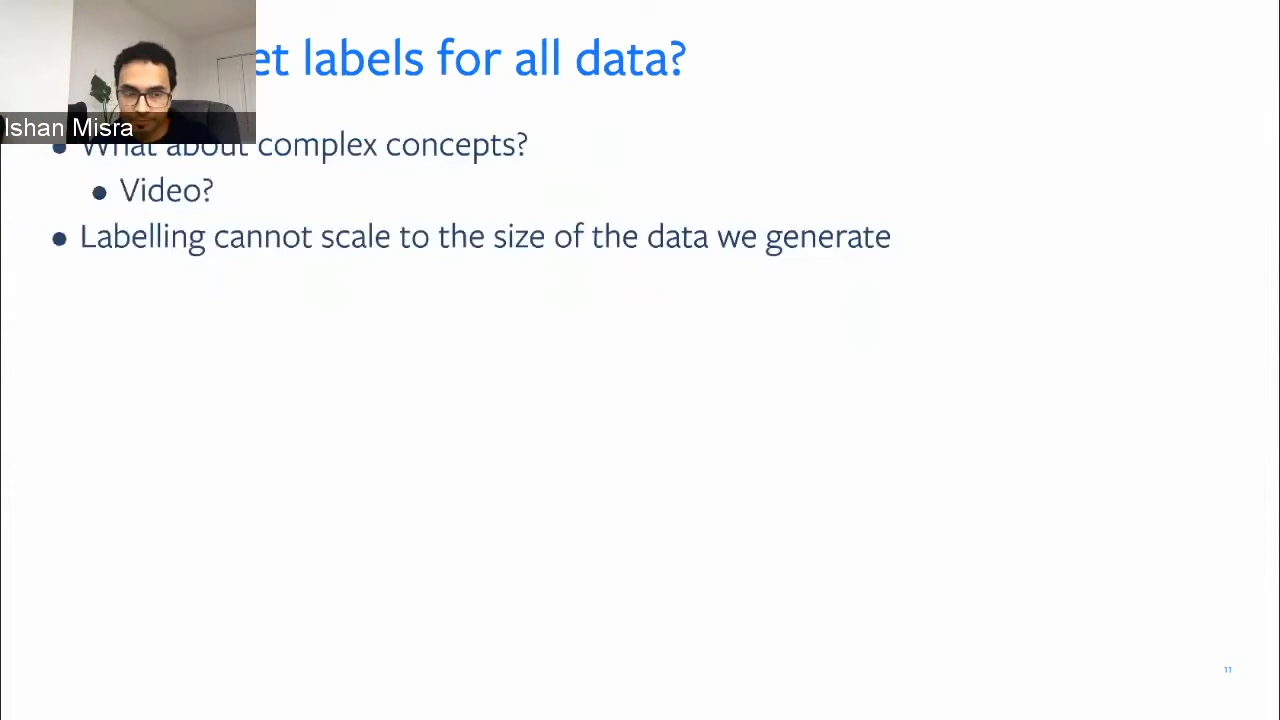 et labels for all data?
Ishan Misra
• What about complex concepts?
• Video?
• Labelling cannot scale to the size of the data we generate
11